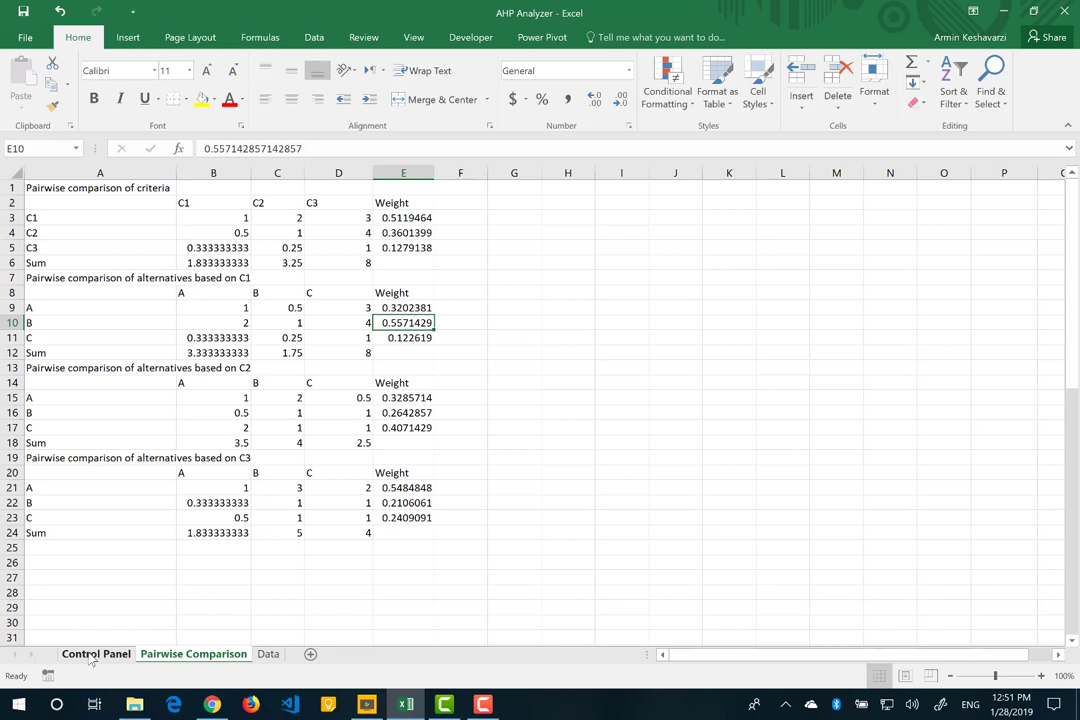 AHP Analyzer - Excel
File Home Insert Page Layout Formulas Data Review View Developer Power Pivot Tell me what you want to do... Armin Keshavarzi Share
Paste Calibri 11 Wrap Text Merge & Center General Conditional Formatting Format as Table Cell Styles Insert Delete Format Sort & Filter Find & Select
Clipboard Font Alignment Number Styles Cells Editing
E10 fx 0.557142857142857
A B C D E F G H I J K L M N O P
1 Pairwise comparison of criteria
2 C1 C2 C3 Weight
3 C1 1 2 3 0.5119464
4 C2 0.5 1 4 0.3601399
5 C3 0.333333333 0.25 1 0.1279138
6 Sum 1.833333333 3.25 8
7 Pairwise comparison of alternatives based on C1
8 A B C Weight
9 A 1 0.5 3 0.3202381
10 B 2 1 4 0.5571429
11 C 0.333333333 0.25 1 0.122619
12 Sum 3.333333333 1.75 8
13 Pairwise comparison of alternatives based on C2
14 A B C Weight
15 A 1 2 0.5 0.3285714
16 B 0.5 1 1 0.2642857
17 C 2 1 1 0.4071429
18 Sum 3.5 4 2.5
19 Pairwise comparison of alternatives based on C3
20 A B C Weight
21 A 1 3 2 0.5484848
22 B 0.333333333 1 1 0.2106061
23 C 0.5 1 1 0.2409091
24 Sum 1.833333333 5 4
25
26
27
28
29
30
31
Control Panel Pairwise Comparison Data
Ready 100%
ENG 12:51 PM
1/28/2019